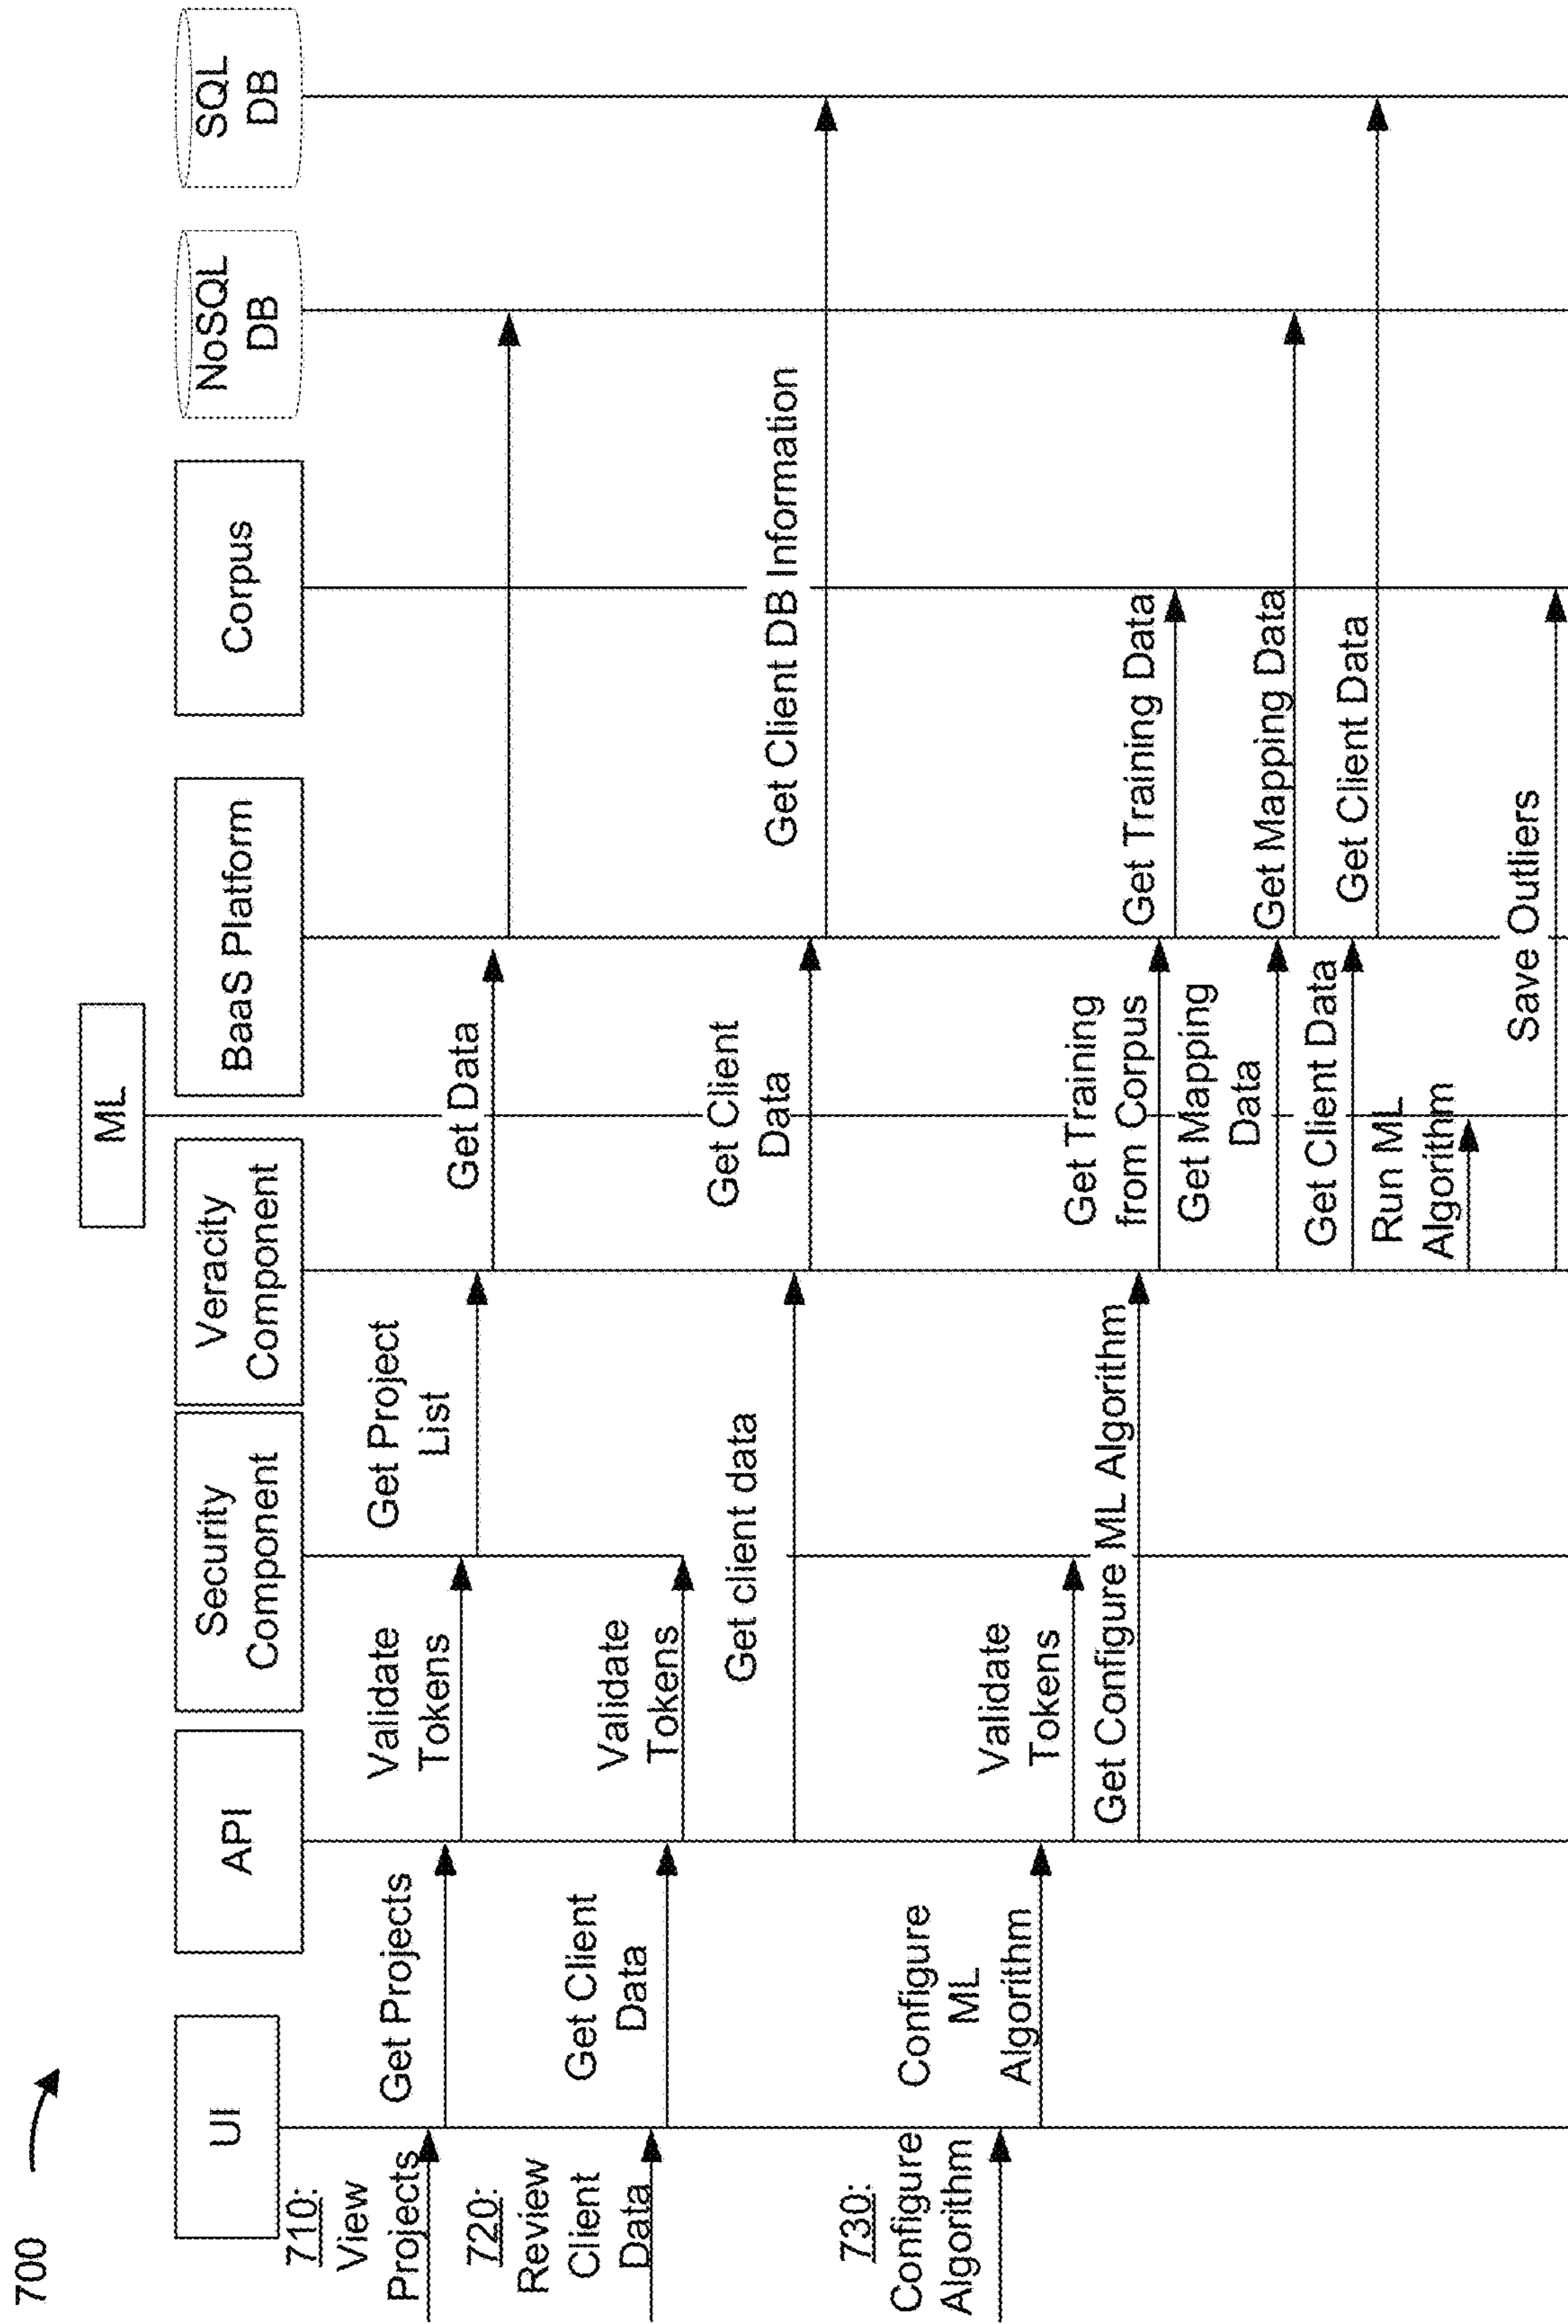 700
ML
UI
API
Security
Component
Veracity
Component
BaaS Platform
Corpus
NoSQL
DB
SQL
DB
710:
View
Projects
Get Projects
Validate
Tokens
Get Project
List
Get Data
720:
Review
Client
Data
Get Client
Data
Validate
Tokens
Get client data
Get Client
Data
Get Client DB Information
730:
Configure
Algorithm
Configure
ML
Algorithm
Validate
Tokens
Get Configure ML Algorithm
Get Training
from Corpus
Get Training Data
Get Mapping
Data
Get Mapping Data
Get Client Data
Get Client Data
Run ML
Algorithm
Save Outliers